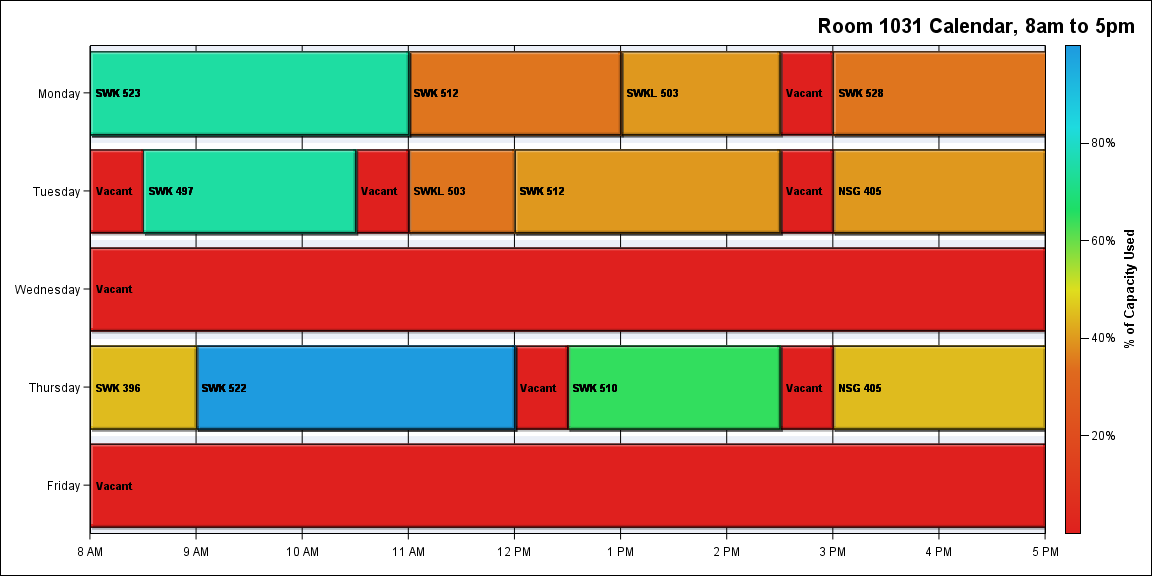 Room 1031 Calendar, 8am to 5pm
Monday
SWK 523
SWK 512
SWKL 503
Vacant
SWK 528
Tuesday
Vacant
SWK 497
Vacant
SWKL 503
SWK 512
Vacant
NSG 405
Wednesday
Vacant
Thursday
SWK 396
SWK 522
Vacant
SWK 510
Vacant
NSG 405
Friday
Vacant
8 AM
9 AM
10 AM
11 AM
12 PM
1 PM
2 PM
3 PM
4 PM
5 PM
80%
60%
40%
20%
% of Capacity Used